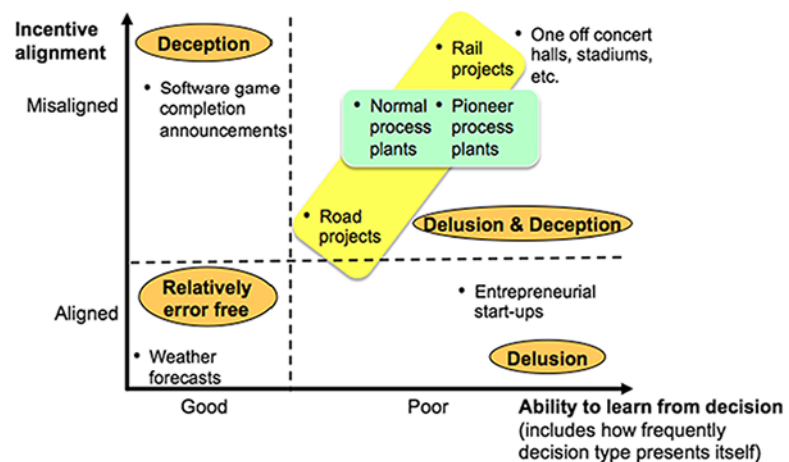 Incentive
alignment
Misaligned
Aligned
Deception
• Software game
completion
announcements
• Rail
projects
• One off concert
halls, stadiums,
etc.
• Normal
process
plants
• Pioneer
process
plants
• Road
projects
Delusion & Deception
Relatively
error free
• Weather
forecasts
• Entrepreneurial
start-ups
Delusion
Good
Poor
Ability to learn from decision
(includes how frequently
decision type presents itself)